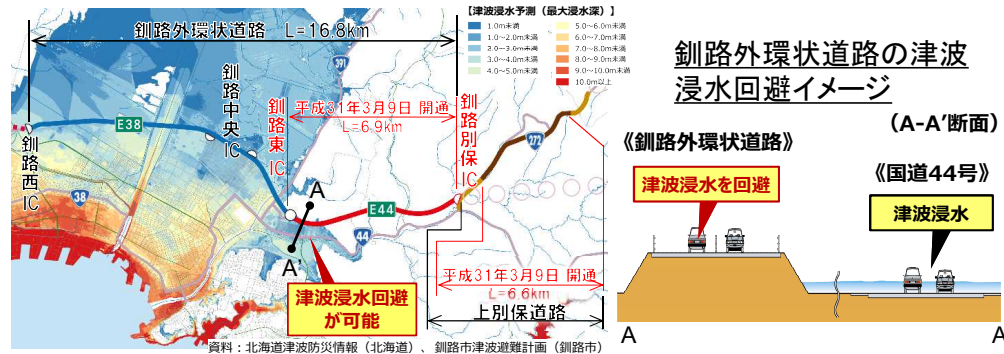 釧路外環状道路 L=16.8km
【津波浸水予測（最大浸水深）】
1.0m未満
1.0～2.0m未満
2.0～3.0m未満
3.0～4.0m未満
4.0～5.0m未満
5.0～6.0m未満
6.0～7.0m未満
7.0～8.0m未満
8.0～9.0m未満
9.0～10.0m未満
10.0m以上
391
釧路西IC
釧路中央IC
釧路東IC
平成31年3月9日 開通
L=6.9km
釧路別保IC
272
E38
38
A
E44
44
A'
津波浸水回避
が可能
平成31年3月9日 開通
L=6.6km
上別保道路
資料：北海道津波防災情報（北海道）、釧路市津波避難計画（釧路市）
釧路外環状道路の津波
浸水回避イメージ
（A-A’断面）
《釧路外環状道路》
津波浸水を回避
《国道44号》
津波浸水
A
A'